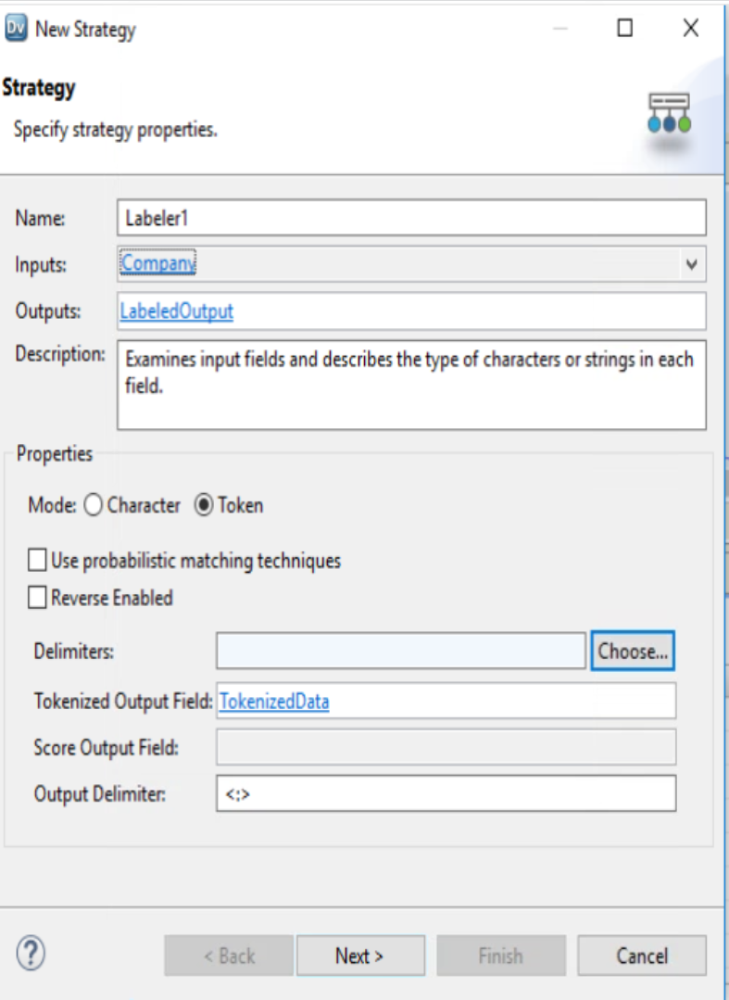 Dv New Strategy
Strategy
Specify strategy properties.
Name: Labeler1
Inputs: Company
Outputs: LabeledOutput
Description: Examines input fields and describes the type of characters or strings in each
field.
Properties
Mode: Character Token
Use probabilistic matching techniques
Reverse Enabled
Delimiters: Choose...
Tokenized Output Field: TokenizedData
Score Output Field:
Output Delimiter: <;>
? < Back Next > Finish Cancel